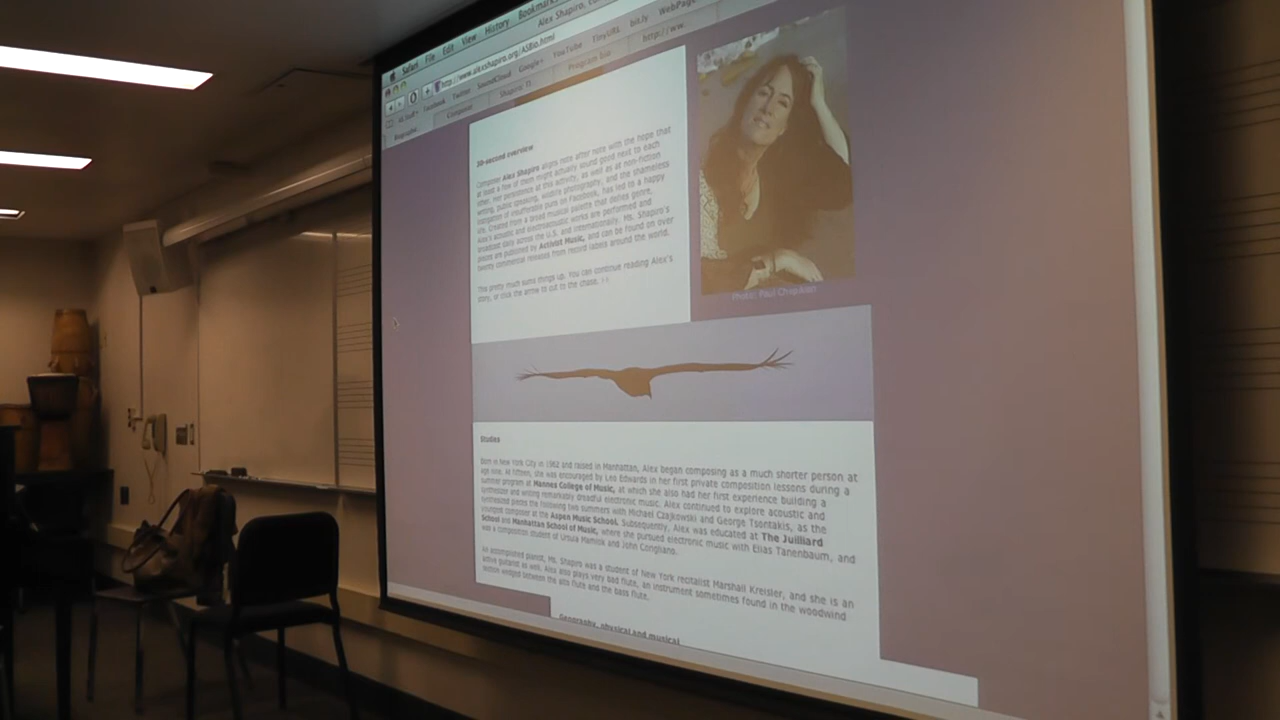 Safari File Edit View History Bookmarks
Alex Shapiro, co
http://www.alexshapiro.org/ASBio.html
Facebook Twitter SoundCloud Google+ YouTube TinyURL bit.ly WebPage
Biography Composer Shapiro: Ti Program bio http://ww
30-second overview
Composer Alex Shapiro aligns note after note with the hope that
at least a few of them might actually sound good next to each
other. Her persistence at this activity, as well as at non-fiction
writing, public speaking, wildlife photography, and the shameless
instigation of insufferable puns on Facebook, has led to a happy
life. Created from a broad musical palette that defies genre,
Alex's acoustic and electroacoustic works are performed and
broadcast daily across the U.S. and internationally. Ms. Shapiro's
pieces are published by Activist Music, and can be found on over
twenty commercial releases from record labels around the world.
This pretty much sums things up. You can continue reading Alex's
story, or click the arrow to cut to the chase.
Photo: Paul Chepikian
Studies
Born in New York City in 1962 and raised in Manhattan, Alex began composing as a much shorter person at
age nine. At fifteen, she was encouraged by Leo Edwards in her first private composition lessons during a
summer program at Mannes College of Music, at which she also had her first experience building a
synthesizer and writing remarkably dreadful electronic music. Alex continued to explore acoustic and
synthesized pieces the following two summers with Michael Czajkowski and George Tsontakis, as the
youngest composer at the Aspen Music School. Subsequently, Alex was educated at The Juilliard
School and Manhattan School of Music, where she pursued electronic music with Elias Tanenbaum, and
was a composition student of Ursula Mamlok and John Corigliano.
An accomplished pianist, Ms. Shapiro was a student of New York recitalist Marshall Kreisler, and she is an
active guitarist as well. Alex also plays very bad flute, an instrument sometimes found in the woodwind
section wedged between the alto flute and the bass flute.
Geography, physical and musical